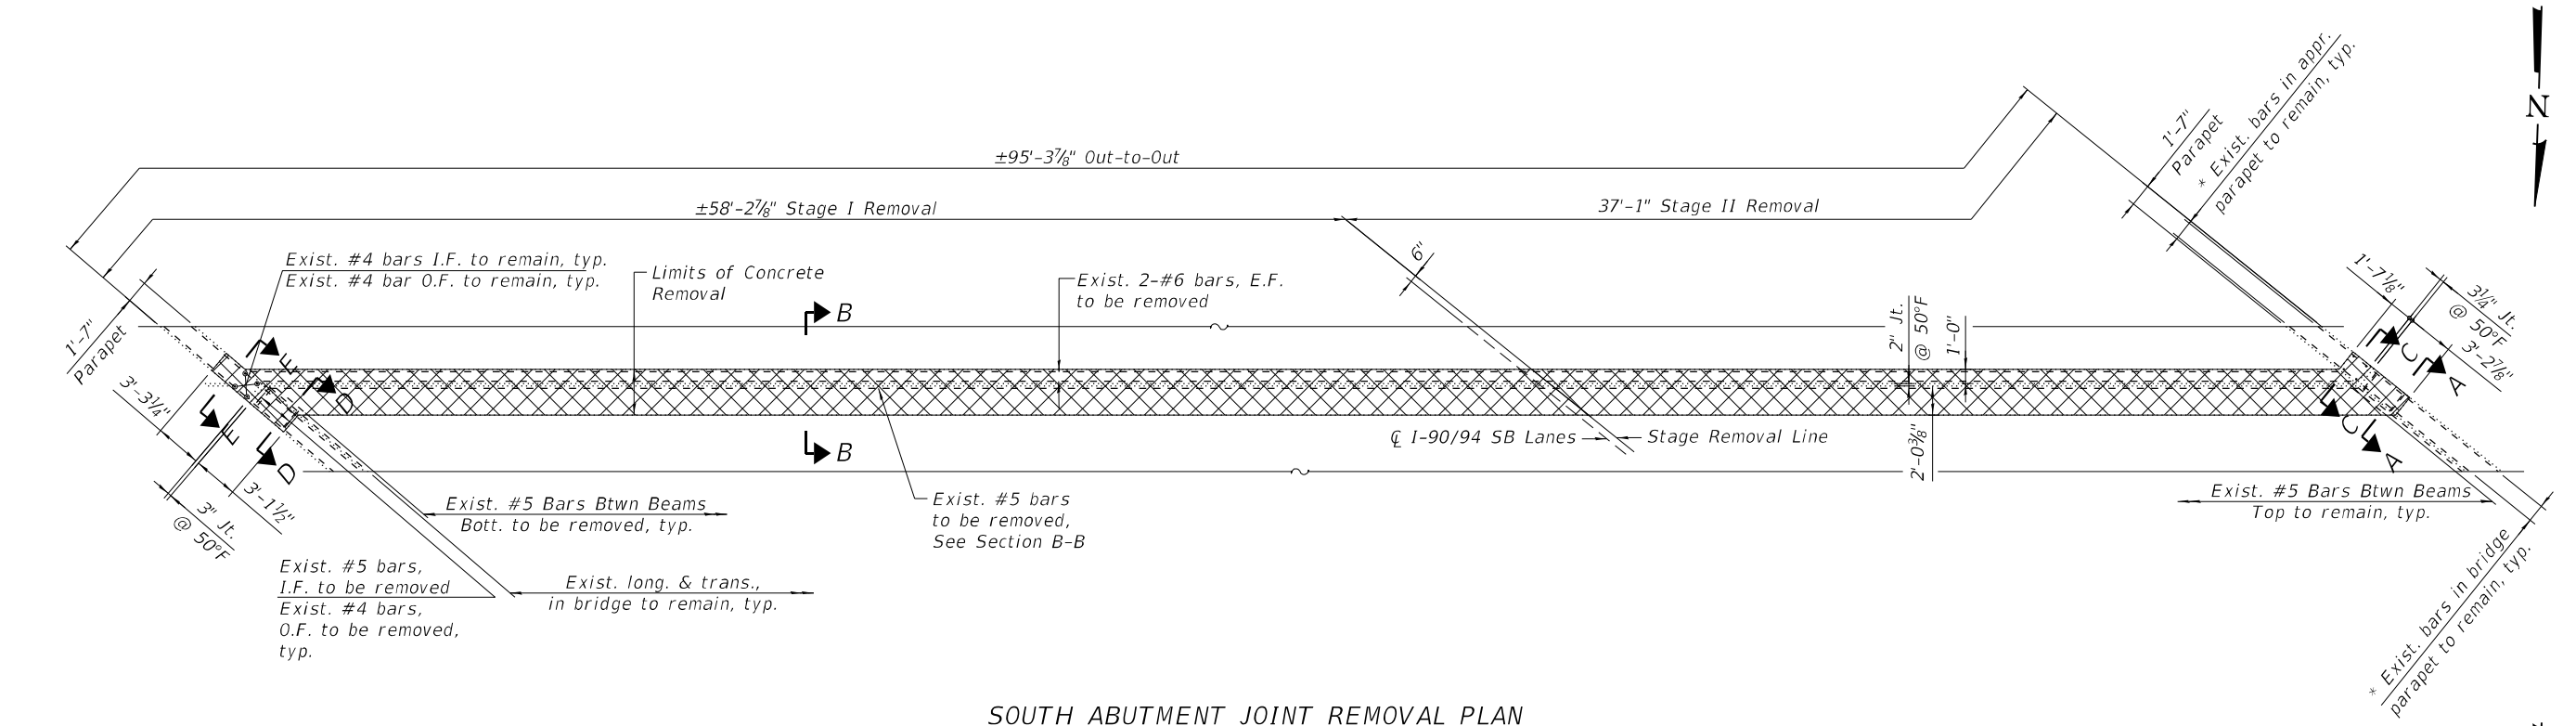 ±95'-3⅞" Out-to-Out
±58'-2⅞" Stage I Removal
37'-1" Stage II Removal
Exist. #4 bars I.F. to remain, typ.
Exist. #4 bar O.F. to remain, typ.
Limits of Concrete
Removal
B
Exist. 2-#6 bars, E.F.
to be removed
6"
2" Jt.
@ 50°F
1'-0"
1'-7"
Parapet
* Exist. bars in appr.
parapet to remain, typ.
N
1'-7⅛"
3¼" Jt.
@ 50°F
3'-2⅞"
C
A
1'-7"
Parapet
E
D
3'-3¼"
E
D
3'-1½"
3" Jt.
@ 50°F
B
℄ I-90/94 SB Lanes
Stage Removal Line
2'-0⅜"
C
A
Exist. #5 Bars Btwn Beams
Bott. to be removed, typ.
Exist. #5 bars
to be removed,
See Section B-B
Exist. #5 Bars Btwn Beams
Top to remain, typ.
Exist. #5 bars,
I.F. to be removed
Exist. #4 bars,
O.F. to be removed,
typ.
Exist. long. & trans.,
in bridge to remain, typ.
* Exist. bars in bridge
parapet to remain, typ.
SOUTH ABUTMENT JOINT REMOVAL PLAN